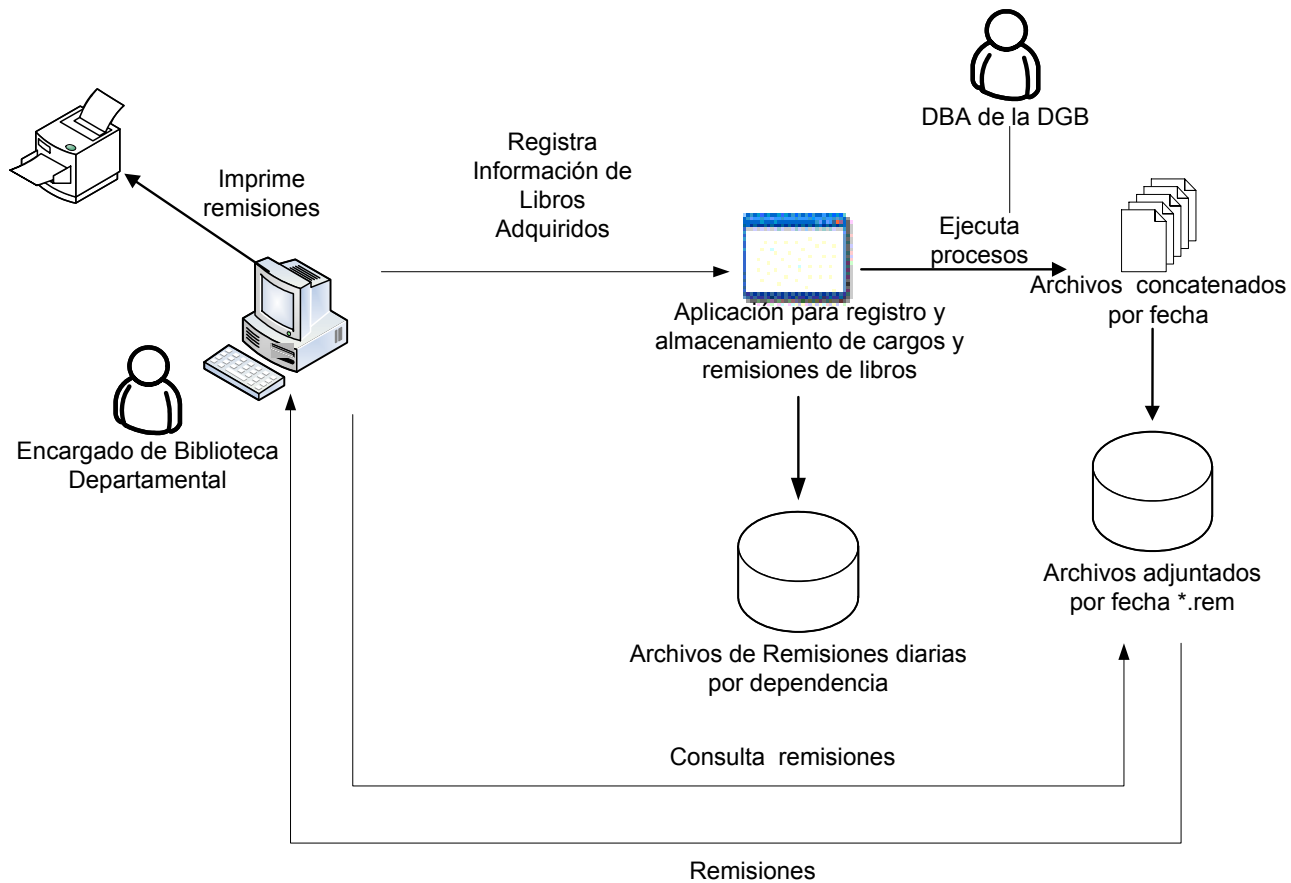 DBA de la DGB
Imprime
remisiones
Registra
Información de
Libros
Adquiridos
Ejecuta
procesos
Archivos concatenados
por fecha
Aplicación para registro y
almacenamiento de cargos y
remisiones de libros
Encargado de Biblioteca
Departamental
Archivos adjuntados
por fecha *.rem
Archivos de Remisiones diarias
por dependencia
Consulta remisiones
Remisiones